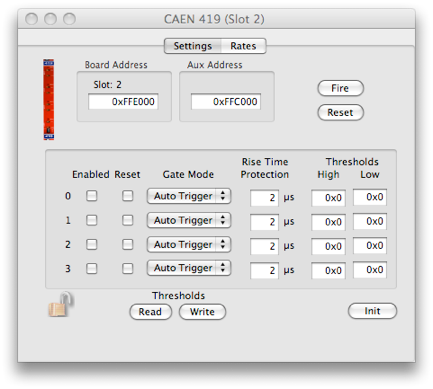 CAEN 419 (Slot 2)
Settings Rates
Board Address Aux Address
Slot: 2
0xFFE000 0xFFC000
Fire
Reset
Rise Time Thresholds
Enabled Reset Gate Mode Protection High Low
0 Auto Trigger 2 µs 0x0 0x0
1 Auto Trigger 2 µs 0x0 0x0
2 Auto Trigger 2 µs 0x0 0x0
3 Auto Trigger 2 µs 0x0 0x0
Thresholds
Read Write Init